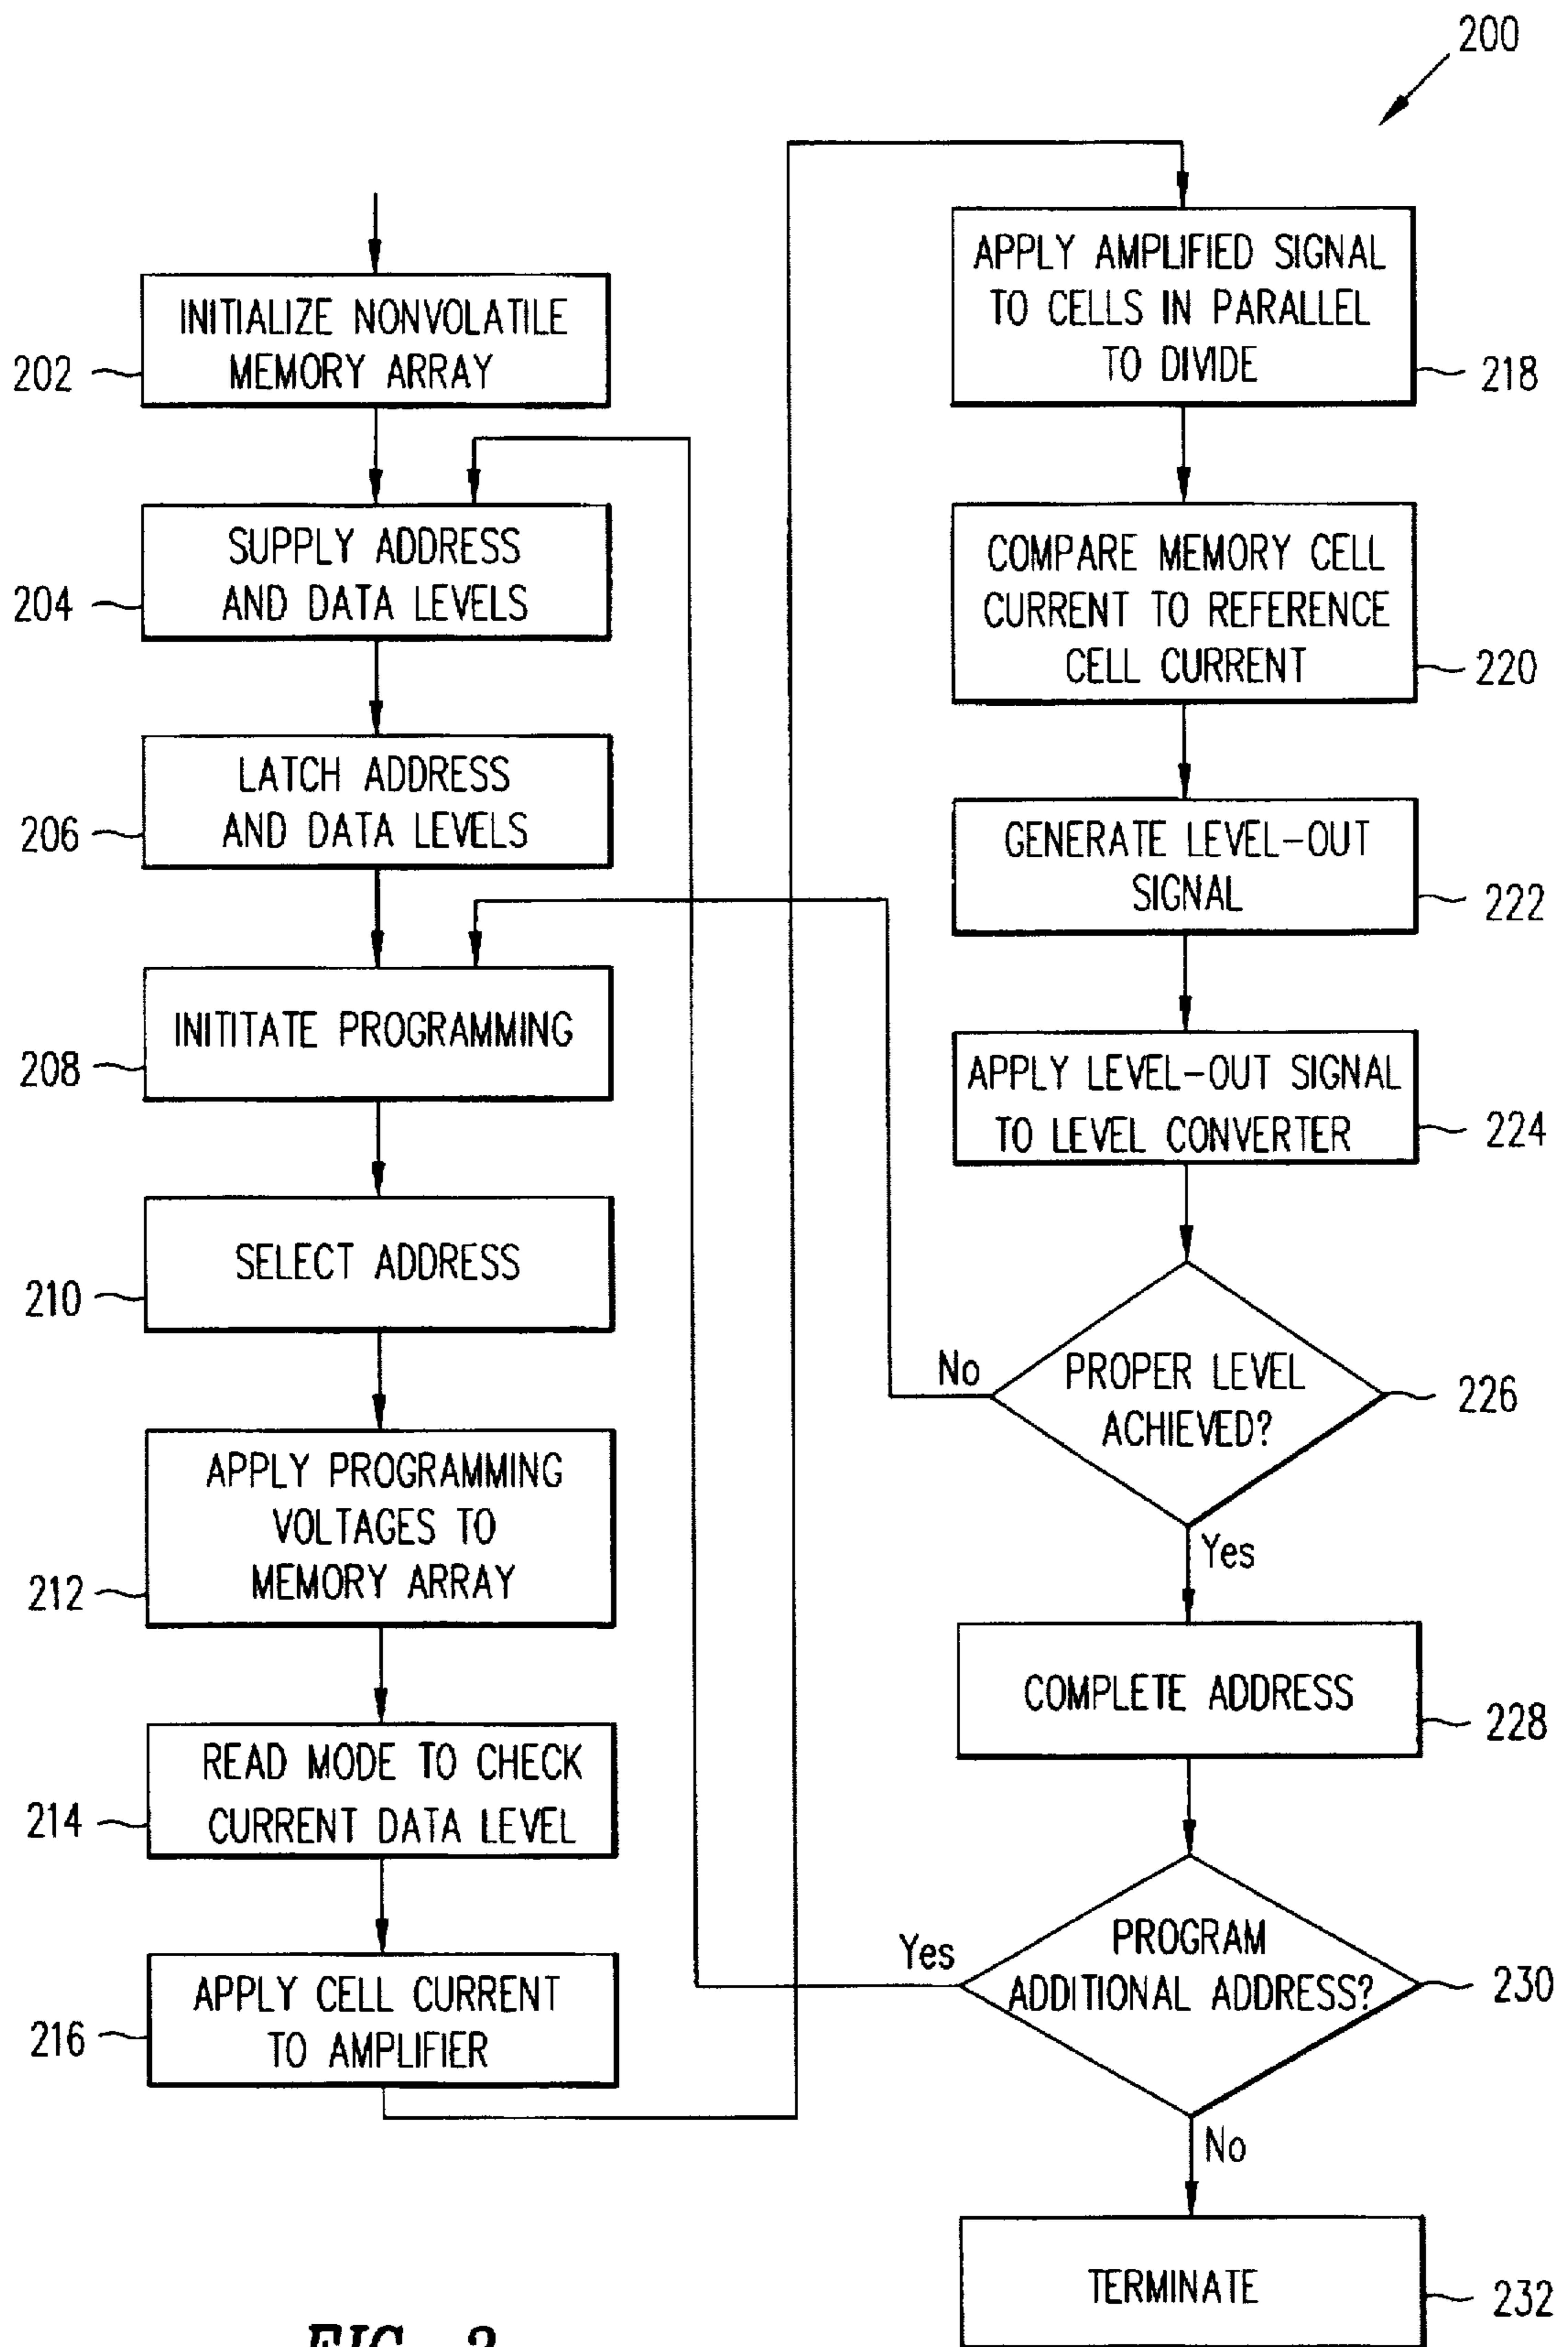 200
INITIALIZE NONVOLATILE
MEMORY ARRAY
202
SUPPLY ADDRESS
AND DATA LEVELS
204
LATCH ADDRESS
AND DATA LEVELS
206
INITITATE PROGRAMMING
208
SELECT ADDRESS
210
APPLY PROGRAMMING
VOLTAGES TO
MEMORY ARRAY
212
READ MODE TO CHECK
CURRENT DATA LEVEL
214
APPLY CELL CURRENT
TO AMPLIFIER
216
APPLY AMPLIFIED SIGNAL
TO CELLS IN PARALLEL
TO DIVIDE
218
COMPARE MEMORY CELL
CURRENT TO REFERENCE
CELL CURRENT
220
GENERATE LEVEL-OUT
SIGNAL
222
APPLY LEVEL-OUT SIGNAL
TO LEVEL CONVERTER
224
No
PROPER LEVEL
ACHIEVED?
226
Yes
COMPLETE ADDRESS
228
Yes
PROGRAM
ADDITIONAL ADDRESS?
230
No
TERMINATE
232
FIG.